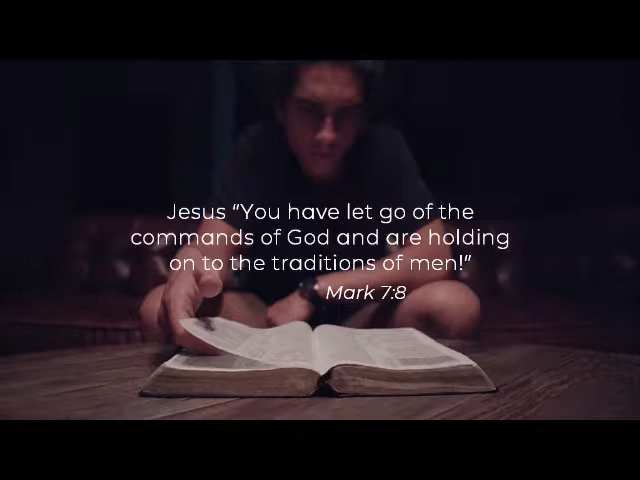 Jesus “You have let go of the
commands of God and are holding
on to the traditions of men!”
Mark 7:8